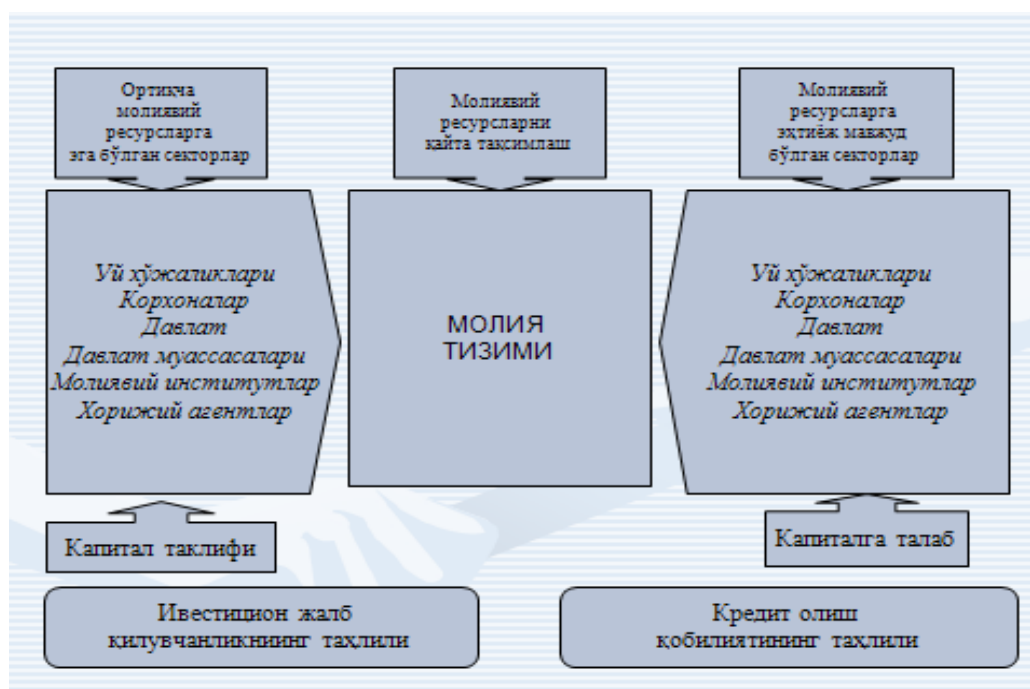 Ортиқча
молиявий
ресурсларга
эга бўлган секторлар
Молиявий
ресурсларни
қайта тақсимлаш
Молиявий
ресурсларга
эҳтиёж мавжуд
бўлган секторлар
Уй хўжаликлари
Корхоналар
Давлат
Давлат муассасалари
Молиявий институтлар
Хорижий агентлар
МОЛИЯ
ТИЗИМИ
Уй хўжаликлари
Корхоналар
Давлат
Давлат муассасалари
Молиявий институтлар
Хорижий агентлар
Капитал таклифи
Капиталга талаб
Ивестицион жалб
қилувчанликниинг таҳлили
Кредит олиш
қобилиятининг таҳлили